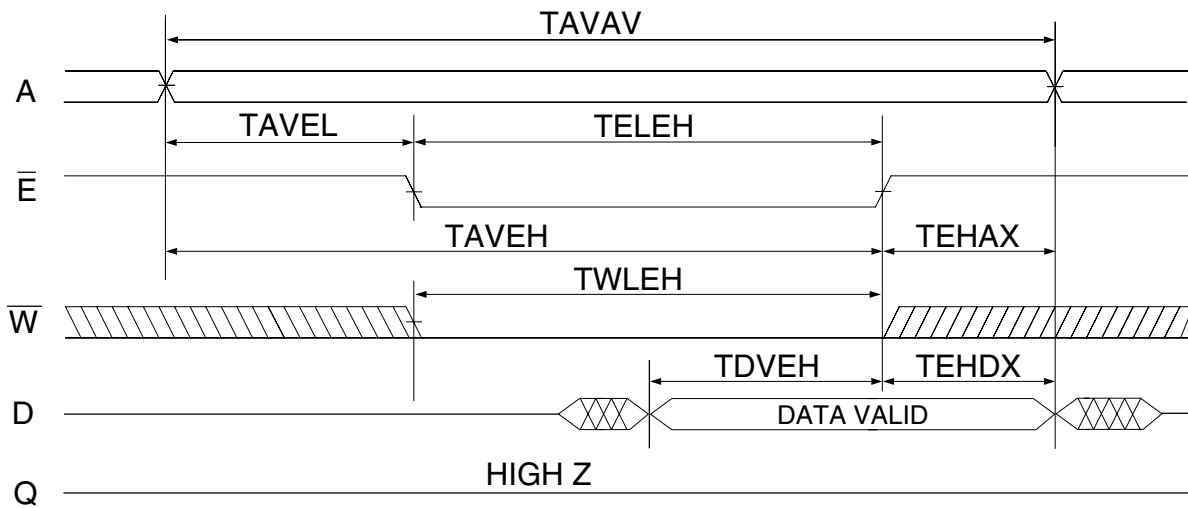 TAVAV
A
TAVEL TELEH
E̅
TAVEH TEHAX
TWLEH
W̅
TDVEH TEHDX
D DATA VALID
HIGH Z
Q